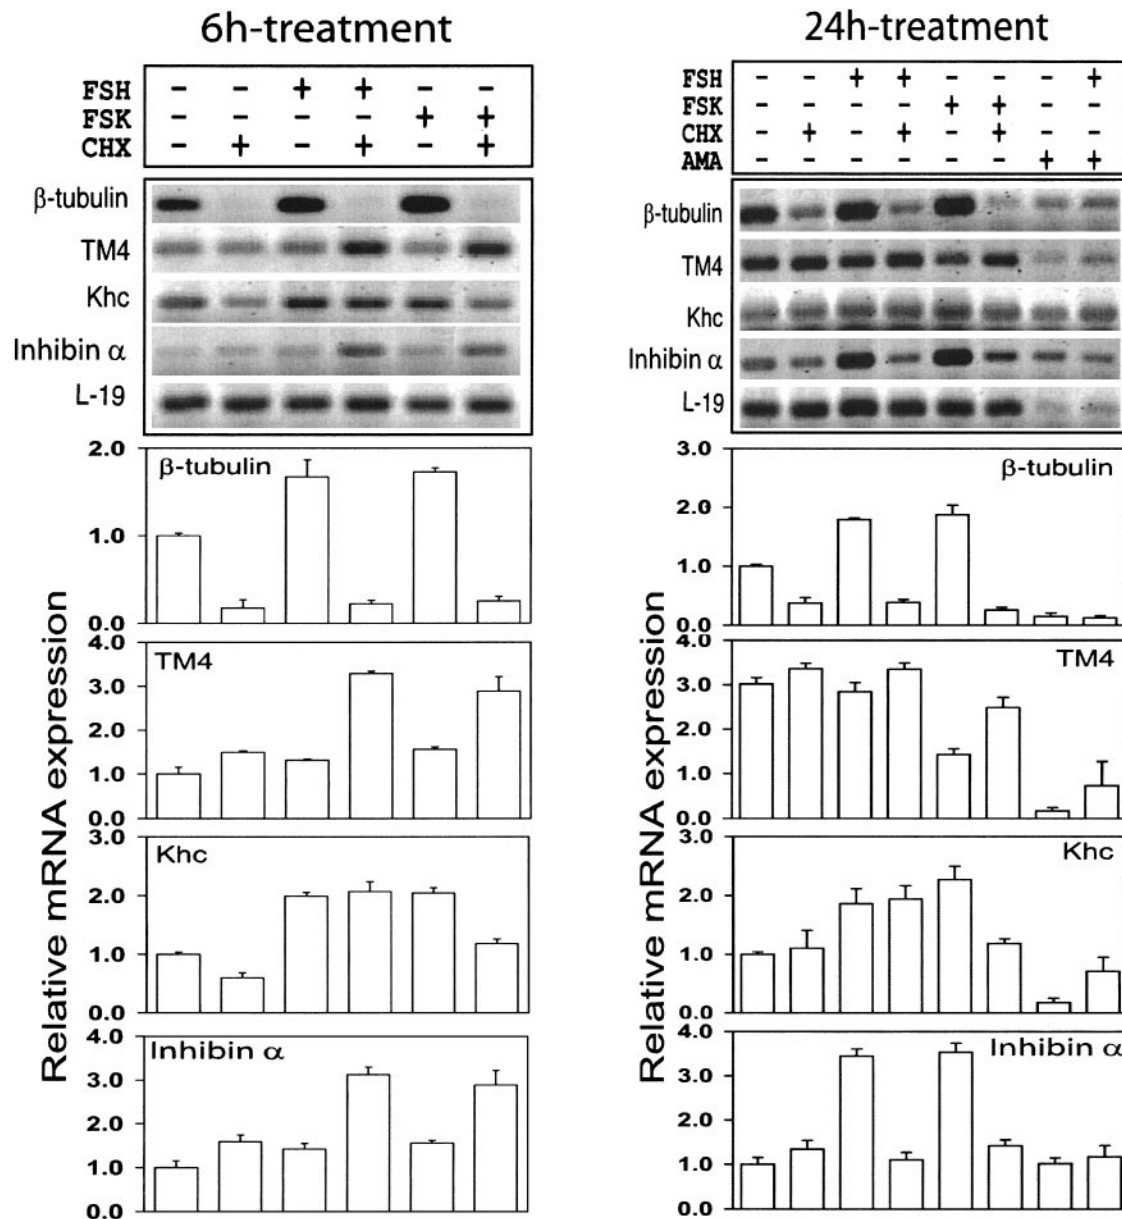 6h-treatment
FSH - - + + - -
FSK - - - - + +
CHX - + - + - +
β-tubulin
TM4
Khc
Inhibin α
L-19
Relative mRNA expression
β-tubulin
2.0
1.0
0.0
TM4
4.0
3.0
2.0
1.0
0.0
Khc
3.0
2.0
1.0
0.0
Inhibin α
4.0
3.0
2.0
1.0
0.0
24h-treatment
FSH - - + + - - - +
FSK - - - - + + - -
CHX - + - + - + - -
AMA - - - - - - + +
β-tubulin
TM4
Khc
Inhibin α
L-19
Relative mRNA expression
β-tubulin
3.0
2.0
1.0
0.0
TM4
4.0
3.0
2.0
1.0
0.0
Khc
3.0
2.0
1.0
0.0
Inhibin α
4.0
3.0
2.0
1.0
0.0